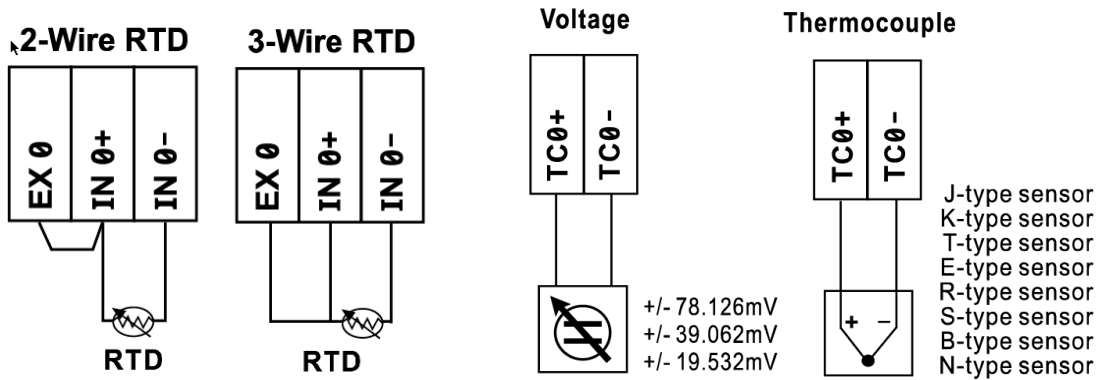 2-Wire RTD
EX 0
IN 0+
IN 0-
RTD
3-Wire RTD
EX 0
IN 0+
IN 0-
RTD
Voltage
TC0+
TC0-
+/- 78.126mV
+/- 39.062mV
+/- 19.532mV
Thermocouple
TC0+
TC0-
+ −
J-type sensor
K-type sensor
T-type sensor
E-type sensor
R-type sensor
S-type sensor
B-type sensor
N-type sensor